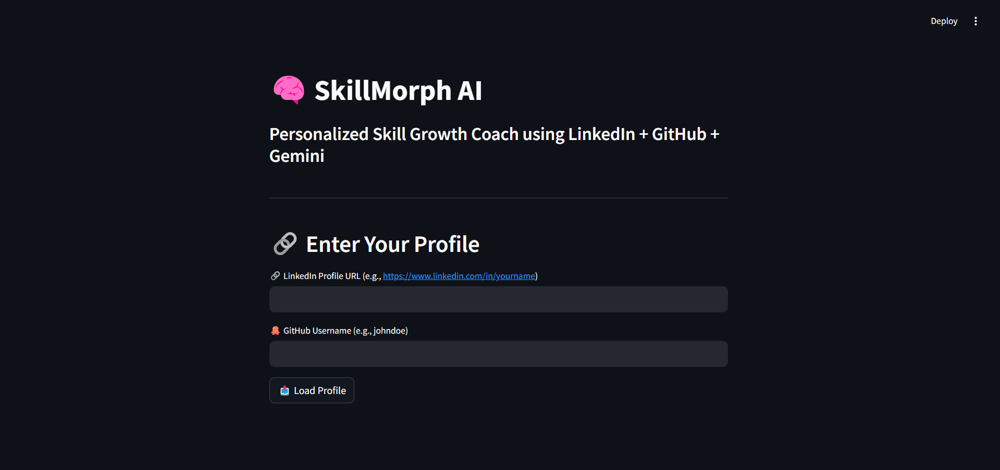 Deploy
SkillMorph AI
Personalized Skill Growth Coach using LinkedIn + GitHub +
Gemini
Enter Your Profile
LinkedIn Profile URL (e.g., https://www.linkedin.com/in/yourname)
GitHub Username (e.g., johndoe)
Load Profile